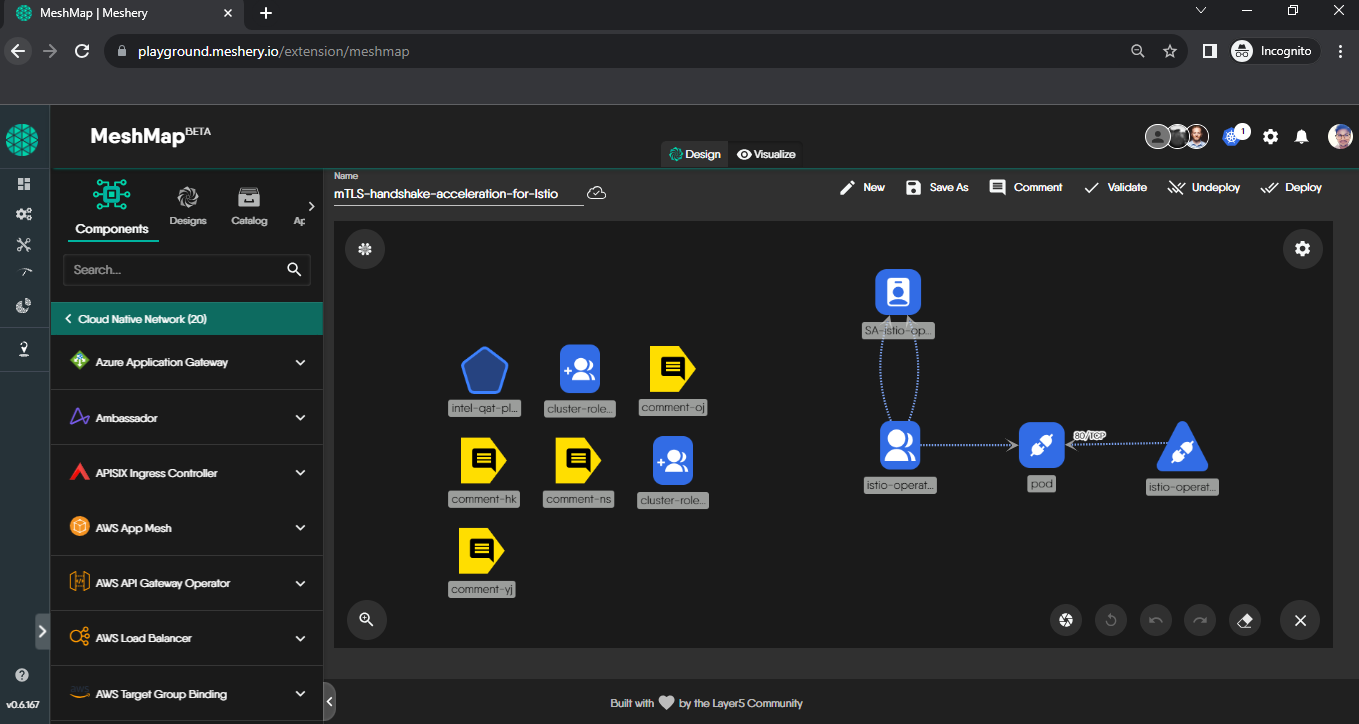 MeshMap | Meshery
playground.meshery.io/extension/meshmap
Incognito
MeshMap BETA
1
Design
Visualize
Components
Designs
Catalog
Ap
Name
mTLS-handshake-acceleration-for-Istio
New
Save As
Comment
Validate
Undeploy
Deploy
Search...
Cloud Native Network (20)
Azure Application Gateway
Ambassador
APISIX Ingress Controller
AWS App Mesh
AWS API Gateway Operator
AWS Load Balancer
AWS Target Group Binding
SA-istio-op...
intel-qat-pl...
cluster-role...
comment-oj
comment-hk
comment-ns
cluster-role...
comment-yj
istio-operat...
pod
80/TCP
istio-operat...
v0.6.167
Built with by the Layer5 Community